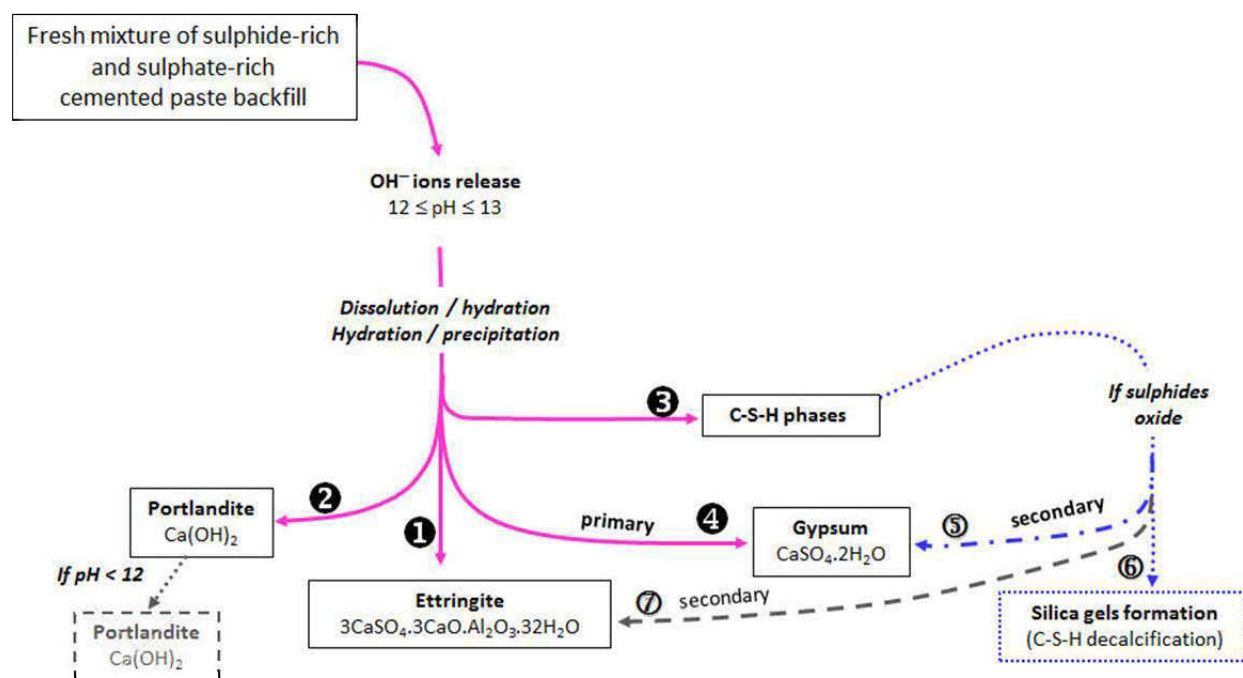 Fresh mixture of sulphide-rich
and sulphate-rich
cemented paste backfill
OH⁻ ions release
12 ≤ pH ≤ 13
Dissolution / hydration
Hydration / precipitation
❸
C-S-H phases
If sulphides
oxide
❷
Portlandite
Ca(OH)₂
❶
primary
❹
Gypsum
CaSO₄.2H₂O
⑤
secondary
⑥
If pH < 12
Portlandite
Ca(OH)₂
Ettringite
3CaSO₄.3CaO.Al₂O₃.32H₂O
⑦
secondary
Silica gels formation
(C-S-H decalcification)